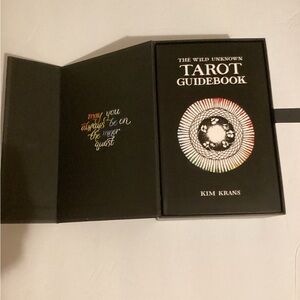 may you
always be on
the inner
quest
THE WILD UNKNOWN
TAROT
GUIDEBOOK
KIM KRANS